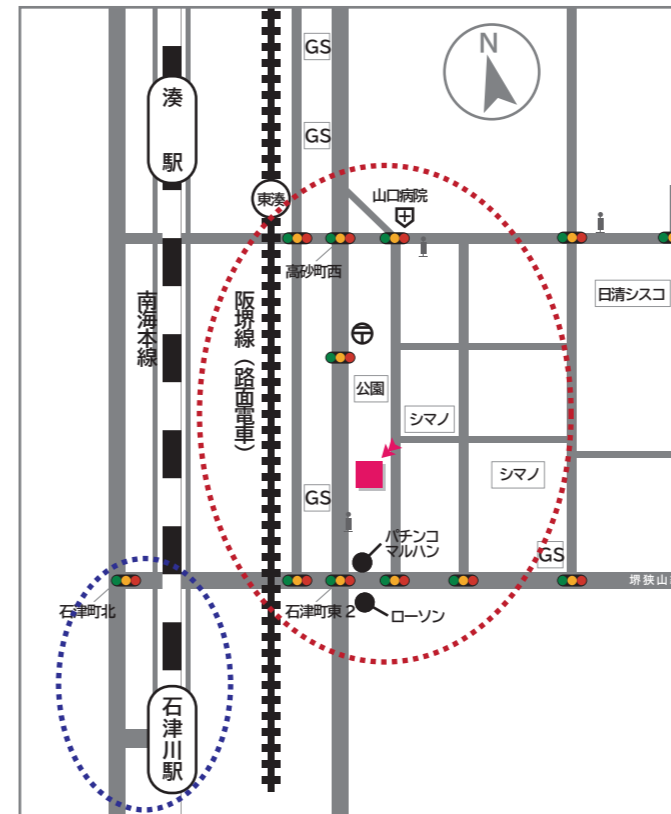 GS
N
湊駅
GS
東湊
山口病院
高砂町西
日清シスコ
南海本線
阪堺線（路面電車）
公園
シマノ
シマノ
GS
パチンコ
マルハン
GS
堺狭山
石津町北
石津町東2
ローソン
石津川駅